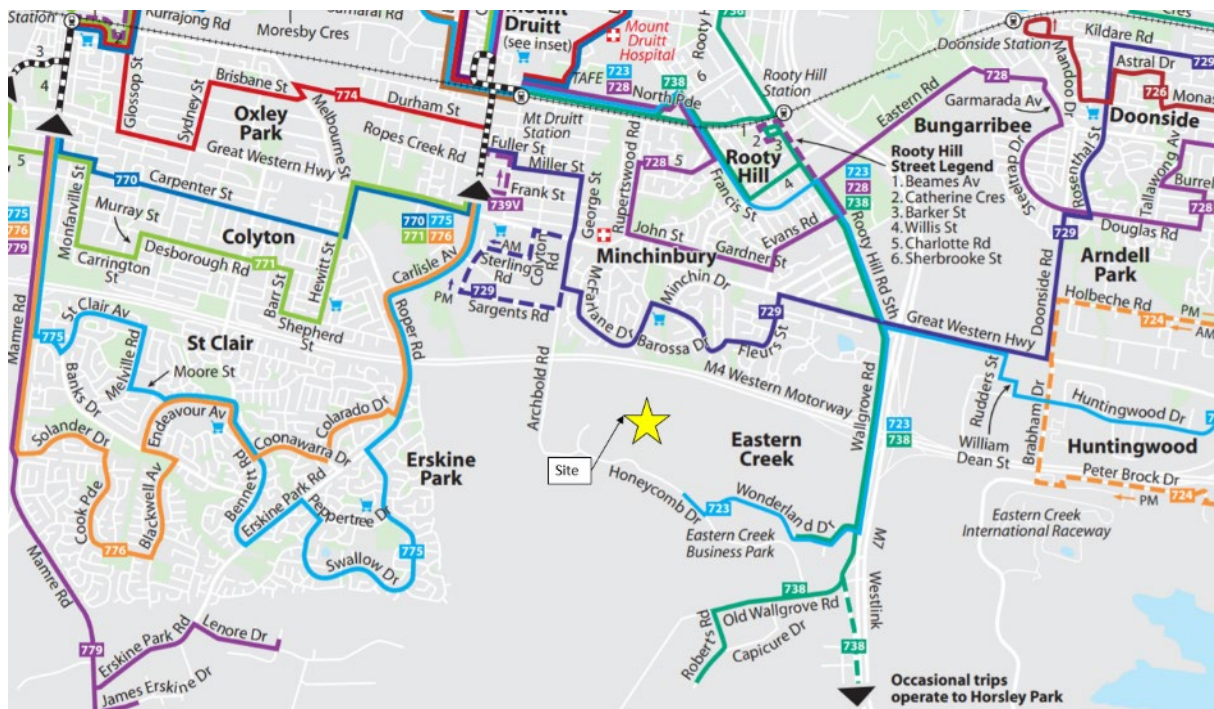 Station
Kurrajong Rd
Moresby Cres
Mount
Druitt
(see inset)
Mount
Druitt
Hospital
TAFE
723
728
738
North Pde
6
Rooty
Rooty Hill
Station
Doonside Station
Kildare Rd
Cres
729
Astral Dr
726
Mandoo Dr
Doonside
3
4
5
Glossop St
Sydney St
Brisbane St
774
Durham St
Melbourne St
Oxley
Park
Ropes Creek Rd
Great Western Hwy
Mt Druitt
Station
Fuller St
Miller St
Frank St
739V
George St
Rupertswood Rd
728
5
John St
Gardner St
Evans Rd
Francis St
Rooty
Hill
1
2
3
4
Rooty Hill
Street Legend
1. Beames Av
2. Catherine Cres
3. Barker St
4. Willis St
5. Charlotte Rd
6. Sherbrooke St
723
728
738
Eastern Rd
728
Garmarada Av
Bungarribee
Steeltrap Dr
Rosenthal St
Tallawong Av
728
Douglas Rd
729
Arndell
Park
Holbeche Rd
724
PM
AM
770
Carpenter St
Monfarville St
Murray St
Colyton
Desborough Rd
771
Carrington
St
Barr St
Hewitt St
Shepherd
St
775
776
779
770
775
771
776
Carlisle Av
AM
Sterling
Rd
Colyton
Rd
729
PM
Sargents Rd
Minchinbury
McFarlane Dr
Minchin Dr
Barossa Dr
Fleurs St
729
Rooty Hill Rd Sth
Great Western Hwy
Doonside Rd
Mamre Rd
775
St
Clair Av
Melville Rd
Banks Dr
St Clair
Moore St
Roper Rd
Archbold Rd
M4 Western Motorway
Wallgrove Rd
Rudders St
William
Dean St
Brabham Dr
Huntingwood Dr
Huntingwood
Peter Brock Dr
PM
724
Solander Dr
Endeavour Av
Colarado Dr
Coonawarra Dr
Bennett Rd
Cook Pde
Blackwell Av
776
Erskine Park Rd
Peppertree Dr
Swallow Dr
775
Erskine
Park
Site
Honeycomb Dr
723
Eastern
Creek
Wonderland Dr
Eastern Creek
Business Park
723
738
M7
Westlink
Eastern Creek
International Raceway
Mamre Rd
779
Erskine Park Rd
Lenore Dr
James Erskine Dr
738
Old Wallgrove Rd
Roberts Rd
Capicure Dr
738
Occasional trips
operate to Horsley Park